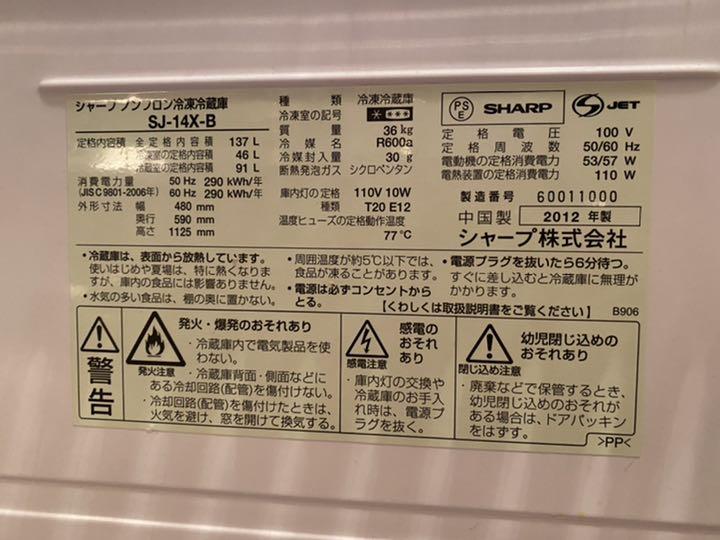 シャープ ノンフロン冷凍冷蔵庫
SJ-14X-B
定格内容積 全定格内容積 137 L
冷凍室の定格内容積 46 L
冷蔵室の定格内容積 91 L
消費電力量 50 Hz 290 kWh/年
(JIS C 9801-2006年) 60 Hz 290 kWh/年
外形寸法 幅 480 mm
奥行 590 mm
高さ 1125 mm
種類 冷凍冷蔵庫
冷凍室の記号
質量 36 kg
冷媒 R600a
冷媒封入量 30 g
断熱発泡ガス シクロペンタン
庫内灯の定格 110V 10W
T20 E12
温度ヒューズの定格動作温度
77℃
PS
E
SHARP
S JET
定格電圧 100 V
定格周波数 50/60 Hz
電動機の定格消費電力 53/57 W
電熱装置の定格消費電力 110 W
製造番号 60011000
中国製 2012 年製
シャープ株式会社
・冷蔵庫は、表面から放熱しています。
使いはじめや夏場は、特に熱くなりま
すが、庫内の食品には影響ありません。
・水気の多い食品は、棚の奥に置かない。
・周囲温度が約5℃以下では、
食品が凍ることがあります。
・電源は必ずコンセントから
とる。
・電源プラグを抜いたら6分待つ。
すぐに差し込むと冷蔵庫に無理が
かかります。
【くわしくは取扱説明書をご覧ください】
B906
警告
発火・爆発のおそれあり
発火注意
・冷蔵庫内で電気製品を使
わない。
・冷蔵庫背面・側面などに
ある冷却回路(配管)を傷付けない。
・冷却回路(配管)を傷付けたときは、
火気を避け、窓を開けて換気する。
感電の
おそれ
あり
感電注意
・庫内灯の交換や
冷蔵庫のお手入
れ時は、電源プ
ラグを抜く。
幼児閉じ込めの
おそれあり
閉じ込め注意
・廃棄などで保管するとき、
幼児閉じ込めのおそれが
ある場合は、ドアパッキン
をはずす。
>PP<